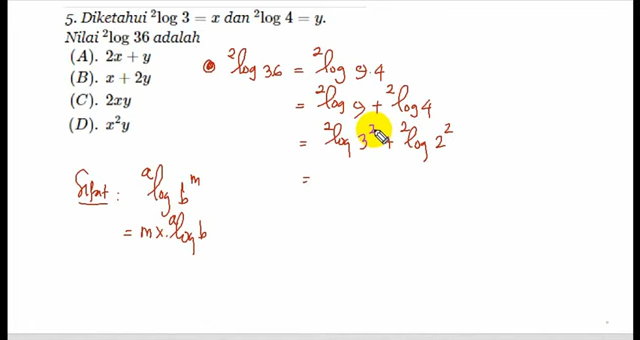 5. Diketahui ²log 3 = x dan ²log 4 = y.
Nilai ²log 36 adalah
(A). 2x + y
(B). x + 2y
(C). 2xy
(D). x²y
²log 36 = ²log 9.4
= ²log 9 + ²log 4
= ²log 3² + ²log 2²
=
Sifat : ᵃlog bᵐ
= m x. ᵃlog b